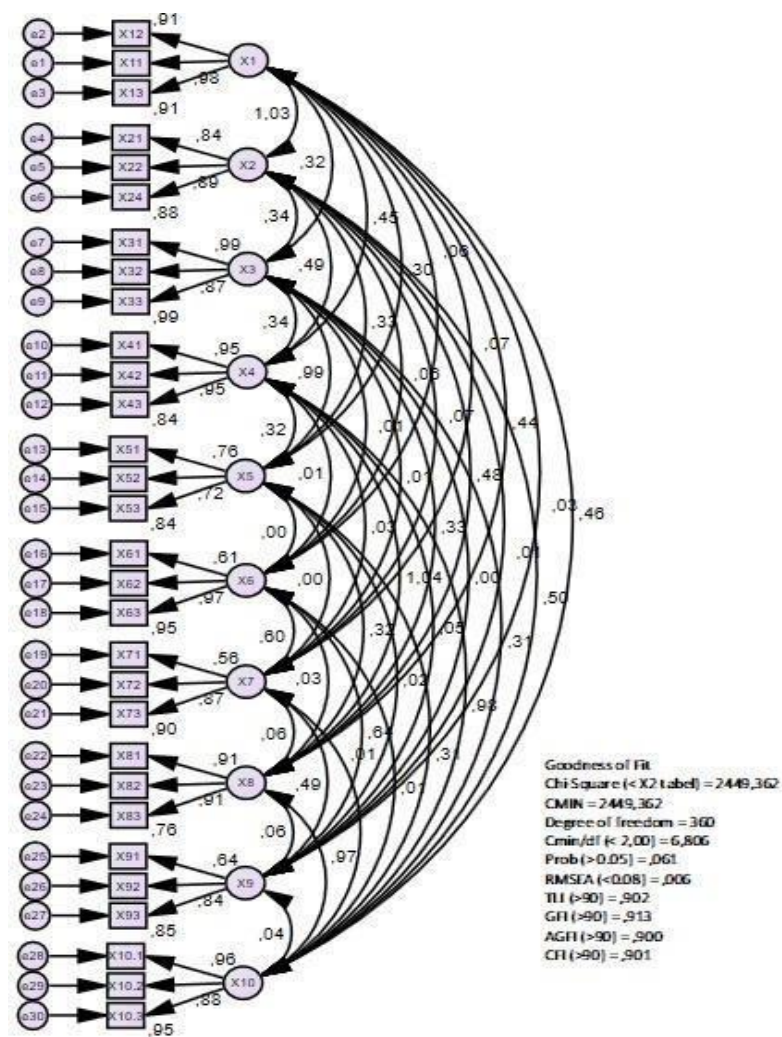 ,91
e2 X12
e1 X11 X1
,98
e3 X13
,91
1,03
e4 X21 ,84
e5 X22 X2 ,32
,89
e6 X24
,88 ,34 ,45
e7 X31 ,99 ,49 ,30 ,06
e8 X32 X3
e9 X33 ,87
,99 ,34 ,33 ,07
e10 X41 ,95
e11 X42 X4 ,99 ,06
e12 X43 ,95
,84 ,32 ,01 ,07 ,44
e13 X51 ,76
e14 X52 X5 ,01 ,01 ,48
e15 X53 ,72 ,03 ,46
,84
,00 ,03 ,33
e16 X61 ,61 ,01
e17 X62 X6 ,00 1,04 ,00
e18 X63 ,97 ,50
,95 ,60 ,32 ,05 ,31
e19 X71 ,56
e20 X72 X7 ,03 ,02
e21 X73 ,87 ,98
,90 ,06 ,01 ,64 ,31
e22 X81 ,91
e23 X82 X8 ,49 ,01
e24 X83 ,91
,76 ,06
e25 X91 ,64 ,97
e26 X92 X9
e27 X93 ,84
,85 ,04
e28 X10.1 ,96
e29 X10.2 X10
e30 X10.3 ,88
,95
Goodness of Fit
Chi-Square (< X2 tabel) = 2449,362
CMIN = 2449,362
Degree of freedom = 360
Cmin/df (< 2,00) = 6,806
Prob (> 0.05) = ,061
RMSEA (<0.08) = ,006
TLI (>90) = ,902
GFI (>90) = ,913
AGFI (>90) = ,900
CFI (>90) = ,901